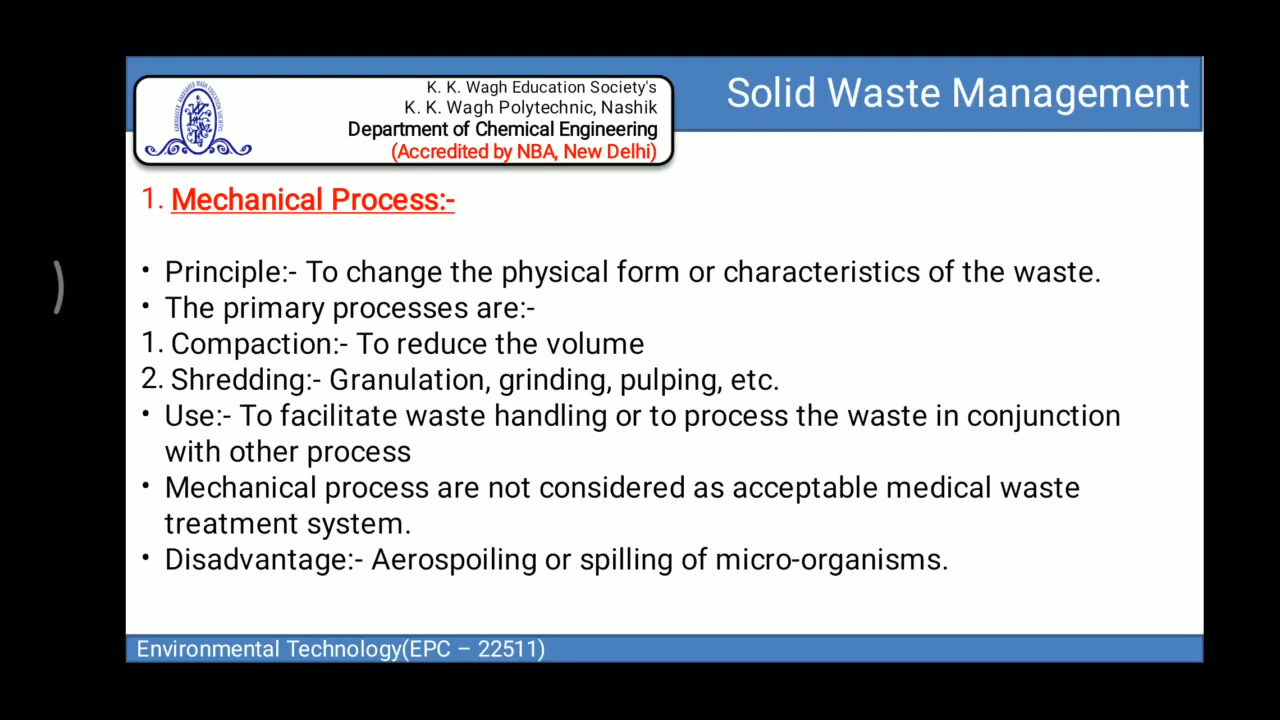 K. K. Wagh Education Society's
K. K. Wagh Polytechnic, Nashik
Department of Chemical Engineering
(Accredited by NBA, New Delhi)
Solid Waste Management
1. Mechanical Process:-
• Principle:- To change the physical form or characteristics of the waste.
• The primary processes are:-
1. Compaction:- To reduce the volume
2. Shredding:- Granulation, grinding, pulping, etc.
• Use:- To facilitate waste handling or to process the waste in conjunction
with other process
• Mechanical process are not considered as acceptable medical waste
treatment system.
• Disadvantage:- Aerospoiling or spilling of micro-organisms.
Environmental Technology(EPC – 22511)